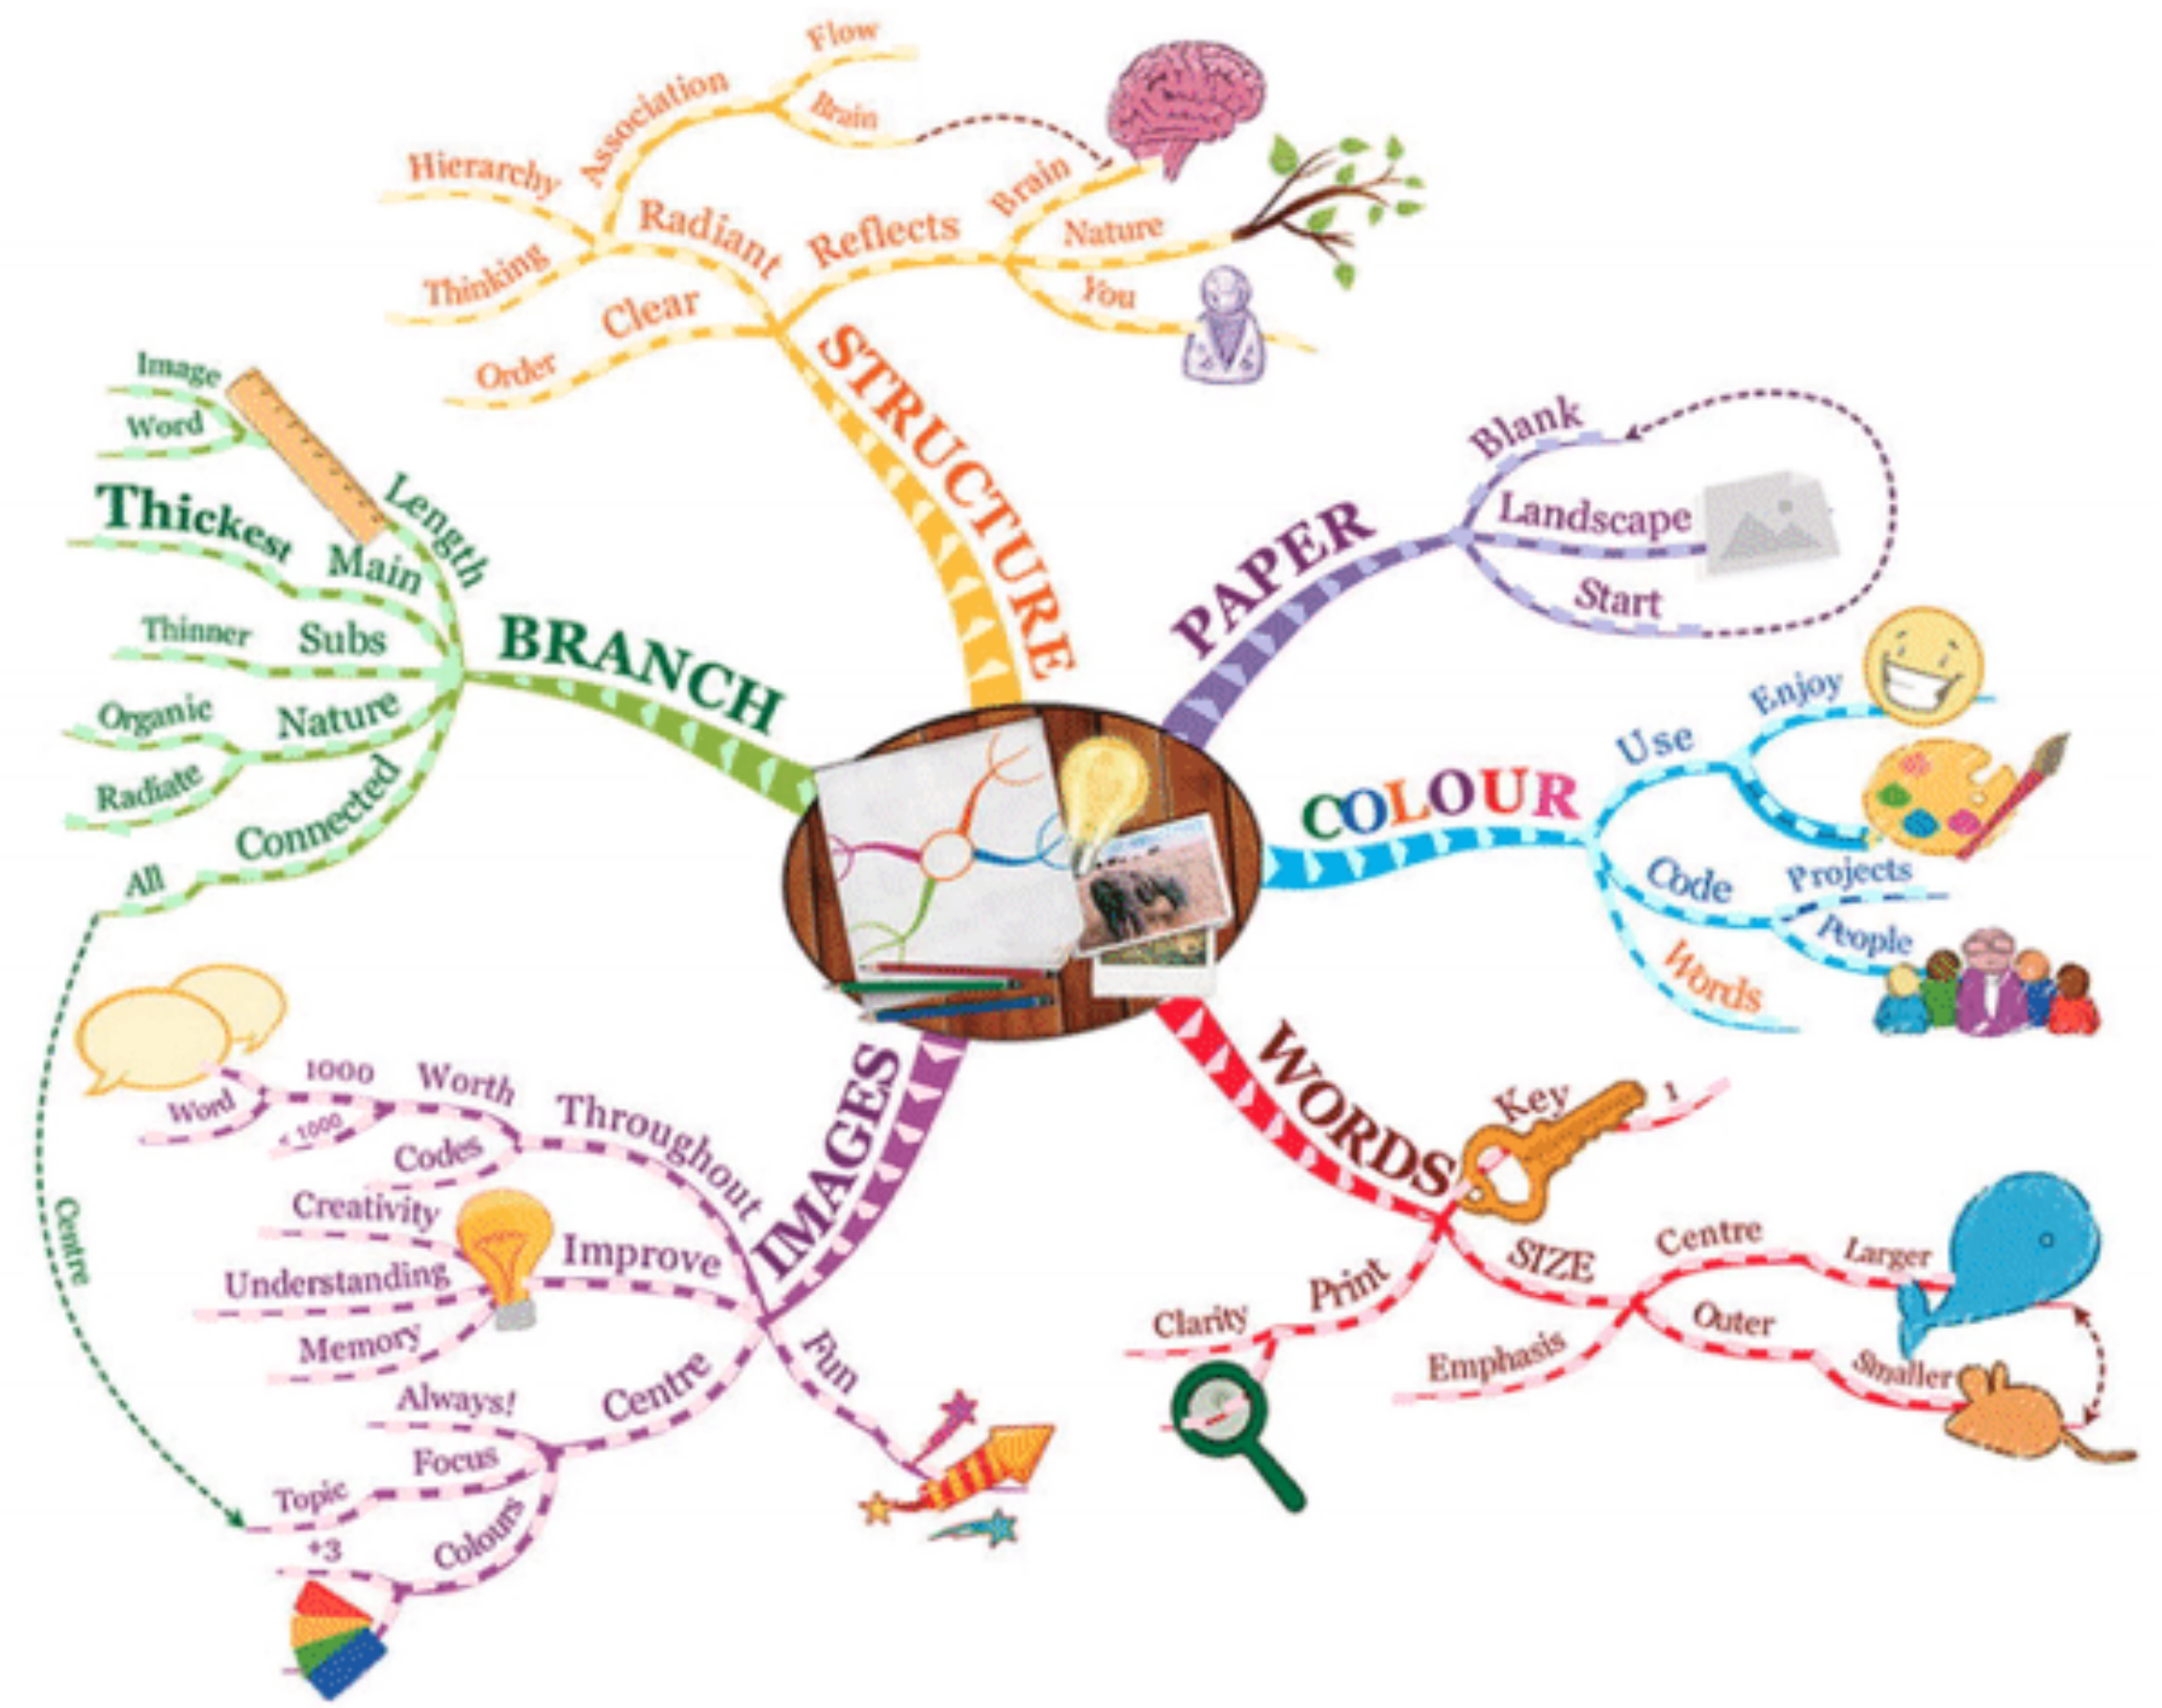 Flow
Association
Brain
Hierarchy
Thinking
Radiant
Reflects
Brain
Nature
You
Clear
Order
STRUCTURE
Blank
Landscape
Start
PAPER
Enjoy
Use
COLOUR
Code
Projects
People
Words
WORDS
Key
1
SIZE
Centre
Larger
Outer
Smaller
Emphasis
Print
Clarity
IMAGES
Throughout
Worth
1000
Word
< 1000
Codes
Improve
Creativity
Understanding
Memory
Fun
Centre
Always!
Focus
Topic
Colours
+3
BRANCH
Length
Image
Word
Main
Thickest
Subs
Thinner
Nature
Organic
Radiate
Connected
All
Centre